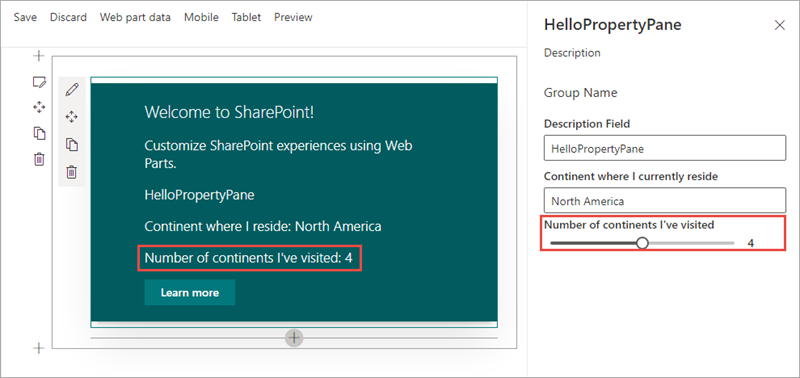 Save Discard Web part data Mobile Tablet Preview
Welcome to SharePoint!
Customize SharePoint experiences using Web
Parts.
HelloPropertyPane
Continent where I reside: North America
Number of continents I've visited: 4
Learn more
HelloPropertyPane
Description
Group Name
Description Field
HelloPropertyPane
Continent where I currently reside
North America
Number of continents I've visited
4